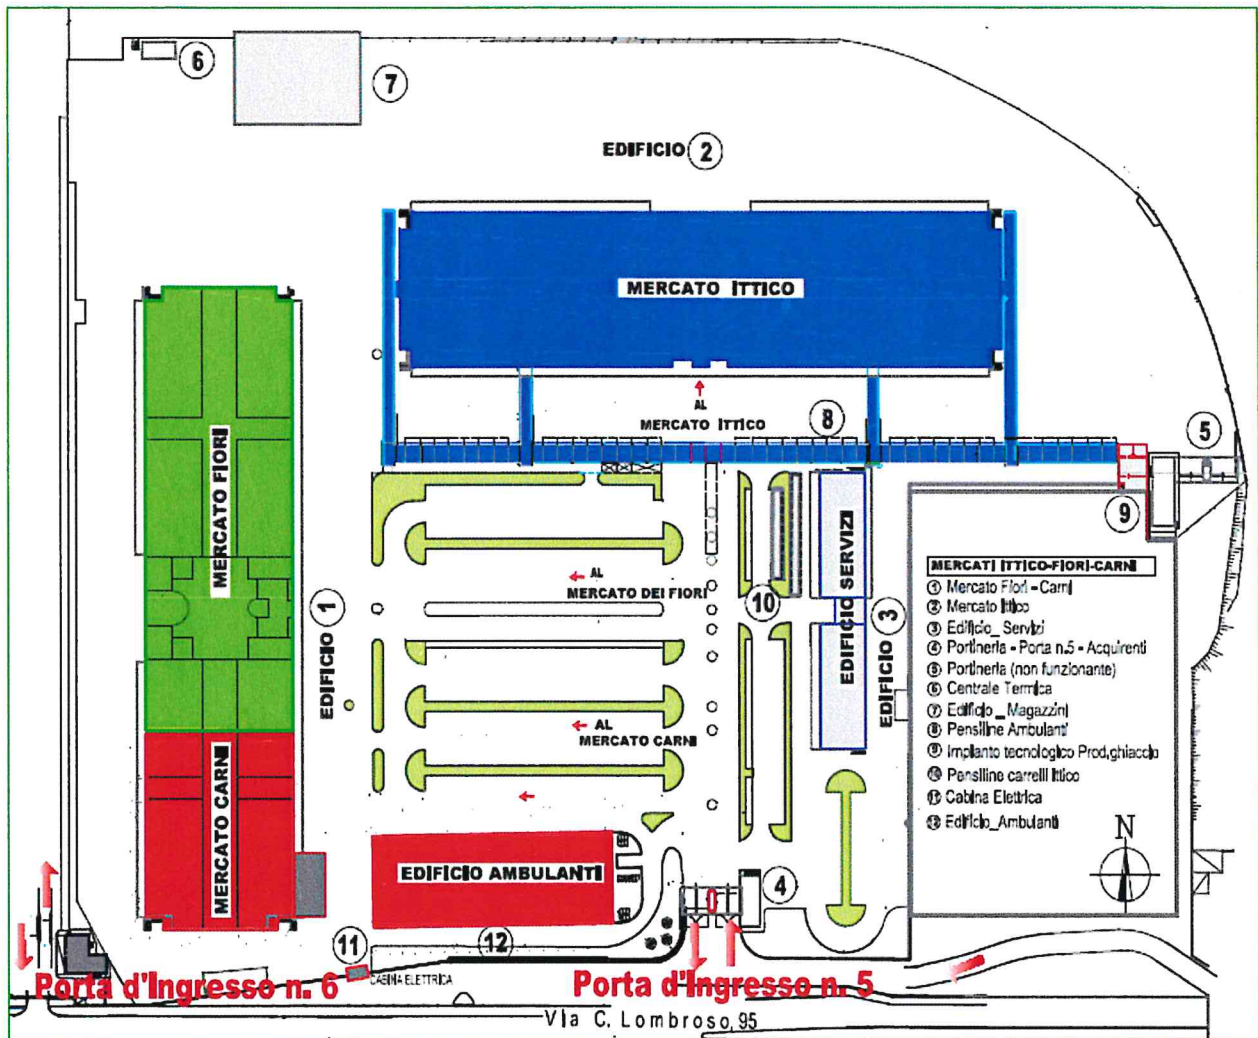 6
7
EDIFICIO 2
MERCATO ITTICO
AL
MERCATO ITTICO
8
5
9
MERCATO FIORI
EDIFICIO 1
AL
MERCATO DEI FIORI
10
EDIFICIO SERVIZI
EDIFICIO 3
AL
MERCATO CARNI
MERCATO CARNI
EDIFICIO AMBULANTI
4
MERCATI ITTICO-FIORI-CARNI
1 Mercato Fiori - Carni
2 Mercato Ittico
3 Edificio_ Servizi
4 Portineria - Porta n.5 - Acquirenti
5 Portineria (non funzionante)
6 Centrale Termica
7 Edificio _ Magazzini
8 Pensiline Ambulanti
9 Impianto tecnologico Prod,ghiaccio
10 Pensiline carrelli Ittico
11 Cabina Elettrica
12 Edificio_Ambulanti
N
11
12
CABINA ELETTRICA
Porta d'Ingresso n. 6
Porta d'Ingresso n. 5
Via C. Lombroso, 95